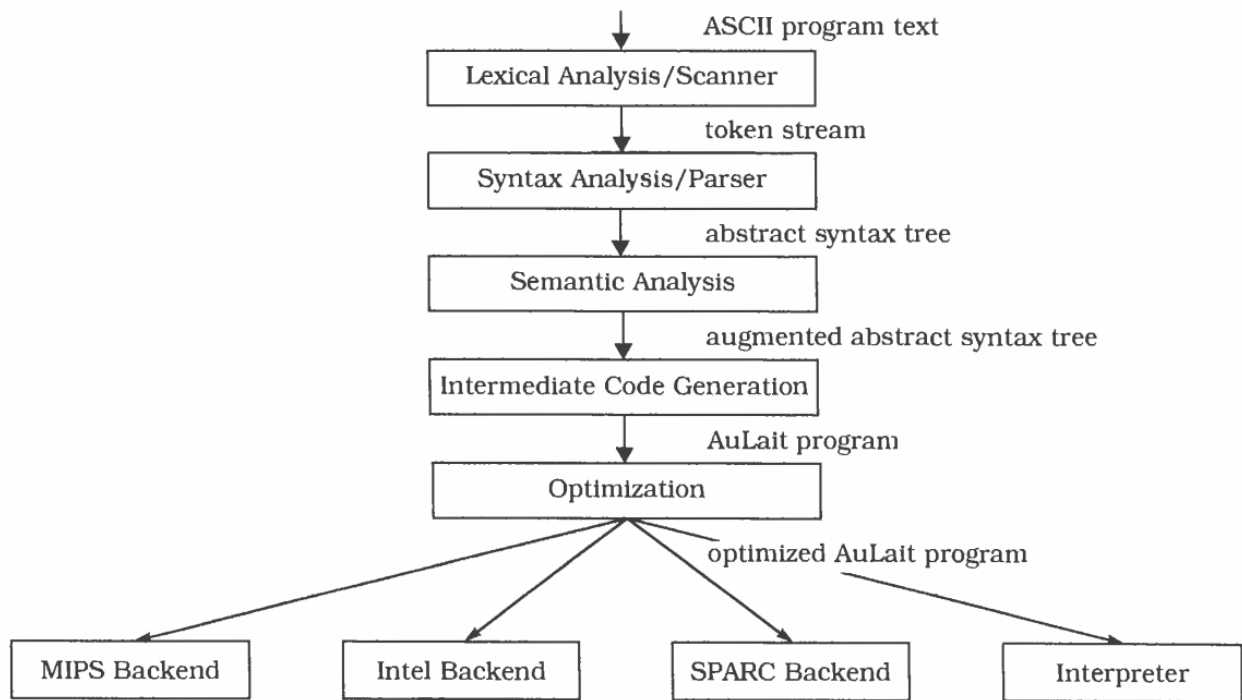 ASCII program text
Lexical Analysis/Scanner
token stream
Syntax Analysis/Parser
abstract syntax tree
Semantic Analysis
augmented abstract syntax tree
Intermediate Code Generation
AuLait program
Optimization
optimized AuLait program
MIPS Backend
Intel Backend
SPARC Backend
Interpreter